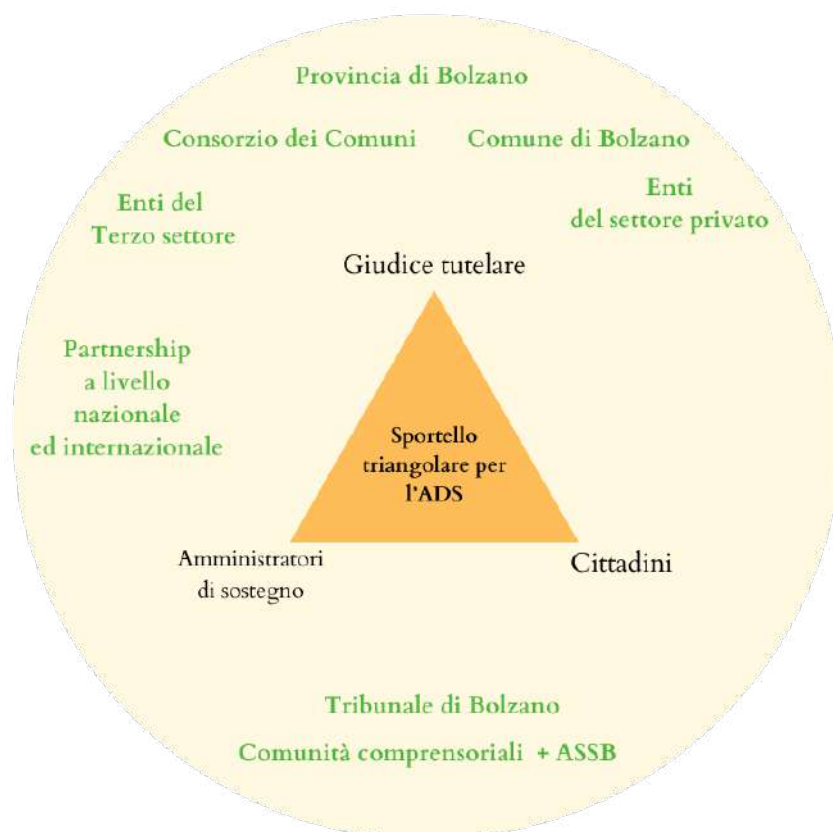 Provincia di Bolzano
Consorzio dei Comuni
Comune di Bolzano
Enti del
Terzo settore
Enti
del settore privato
Giudice tutelare
Partnership
a livello
nazionale
ed internazionale
Sportello
triangolare per
l'ADS
Amministratori
di sostegno
Cittadini
Tribunale di Bolzano
Comunità comprensoriali + ASSB